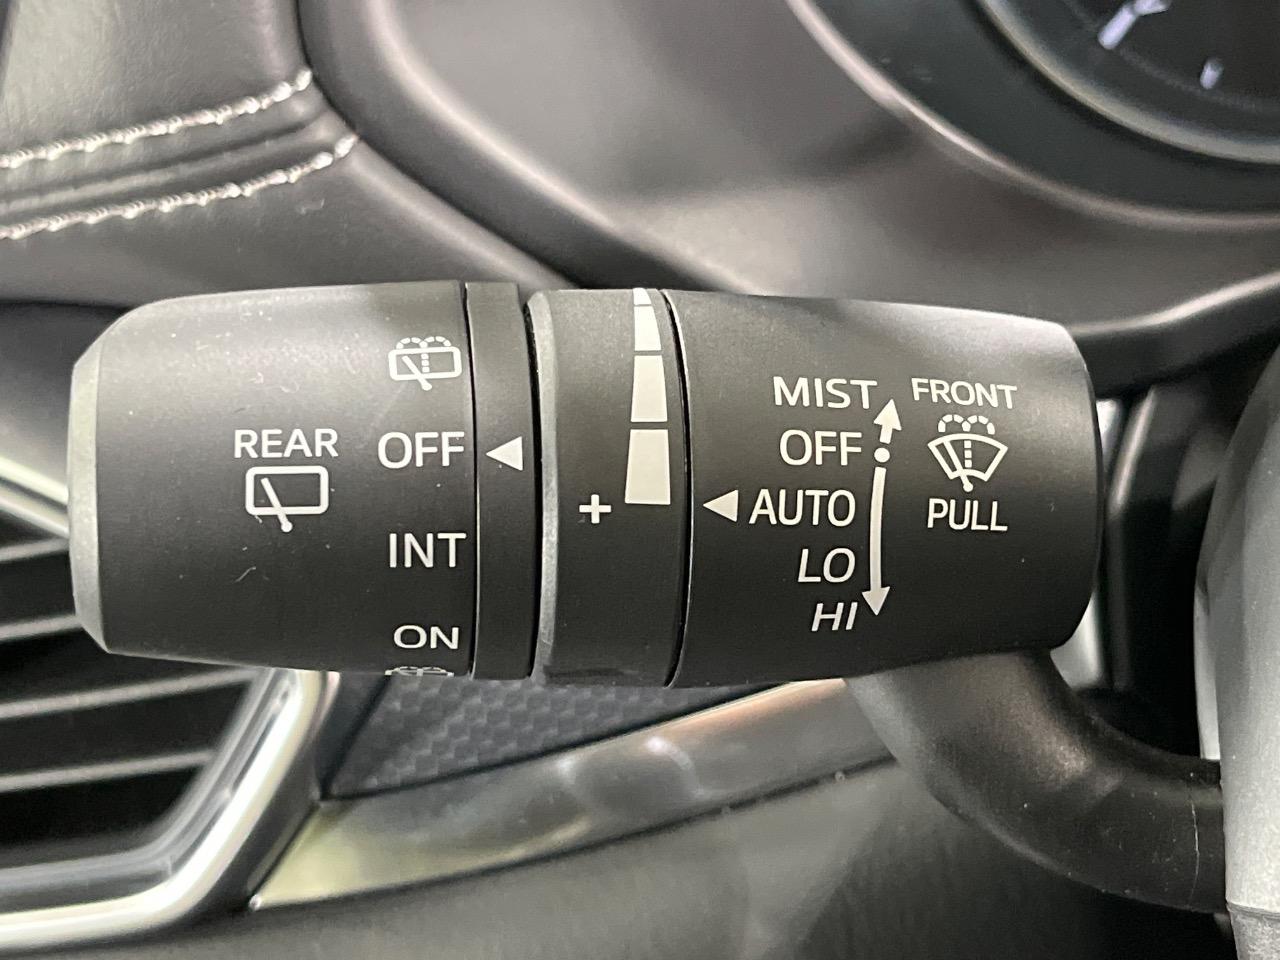 REAR
OFF
INT
ON
+
MIST
OFF
AUTO
LO
HI
FRONT
PULL